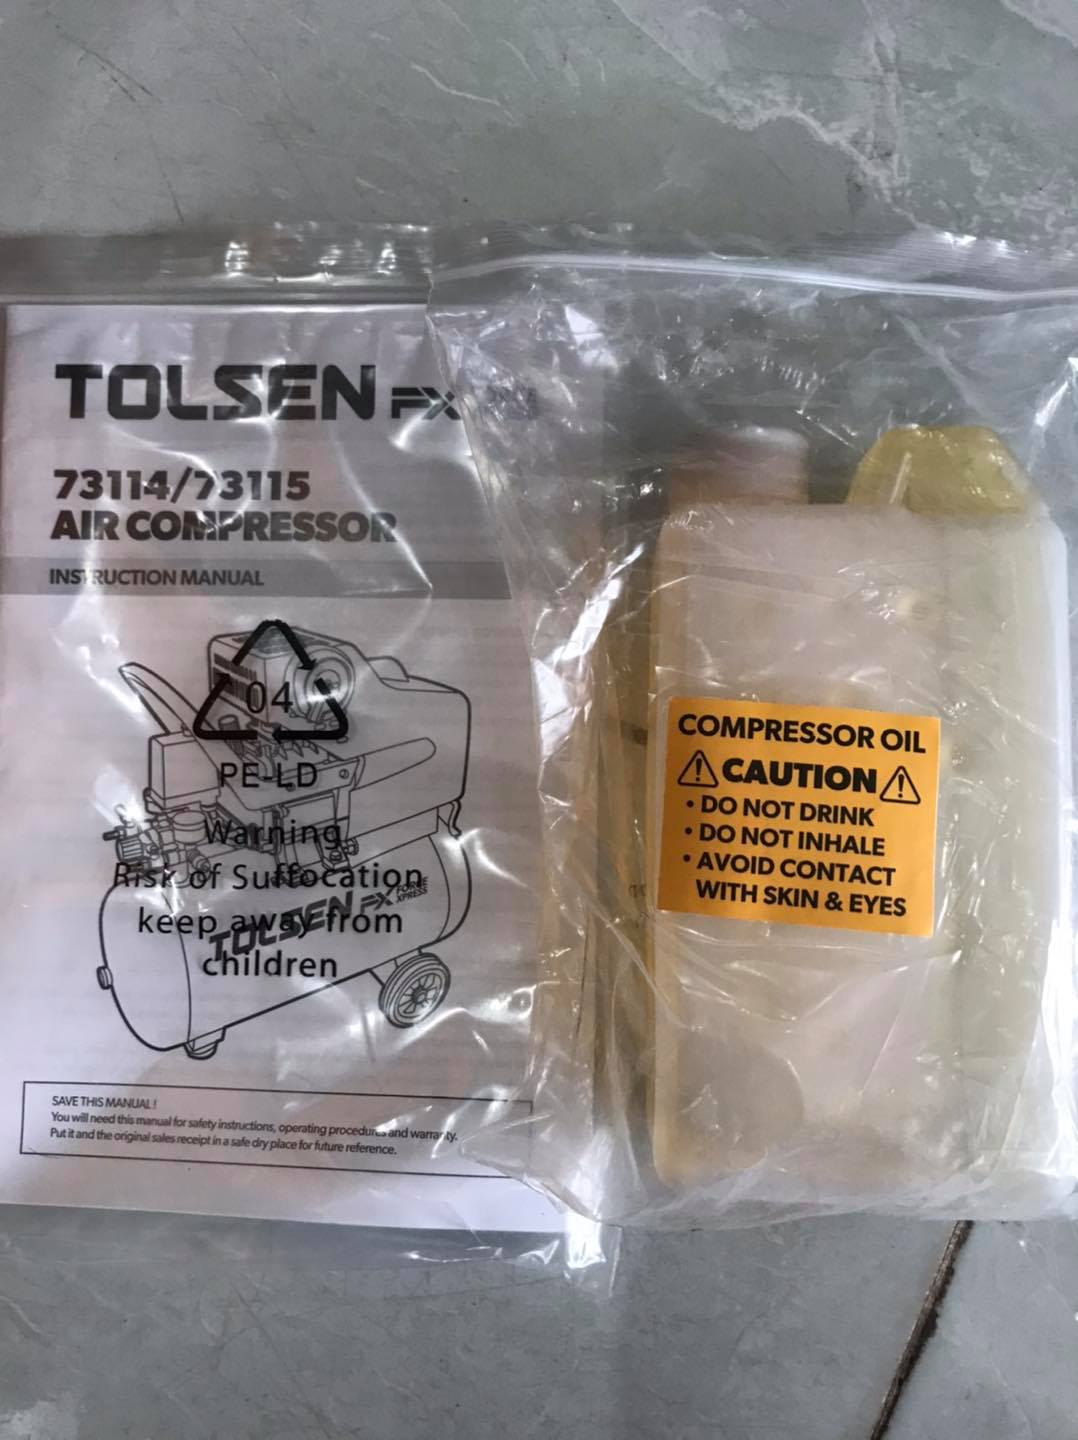 TOLSEN FX
73114/73115
AIR COMPRESSOR
INSTRUCTION MANUAL
04
PE-LD
Warning
Risk of Suffocation
keep away from
children
TOLSEN FX FORCE
XPRESS
SAVE THIS MANUAL!
You will need this manual for safety instructions, operating procedures and warranty.
Put it and the original sales receipt in a safe dry place for future reference.
COMPRESSOR OIL
CAUTION
• DO NOT DRINK
• DO NOT INHALE
• AVOID CONTACT
WITH SKIN & EYES